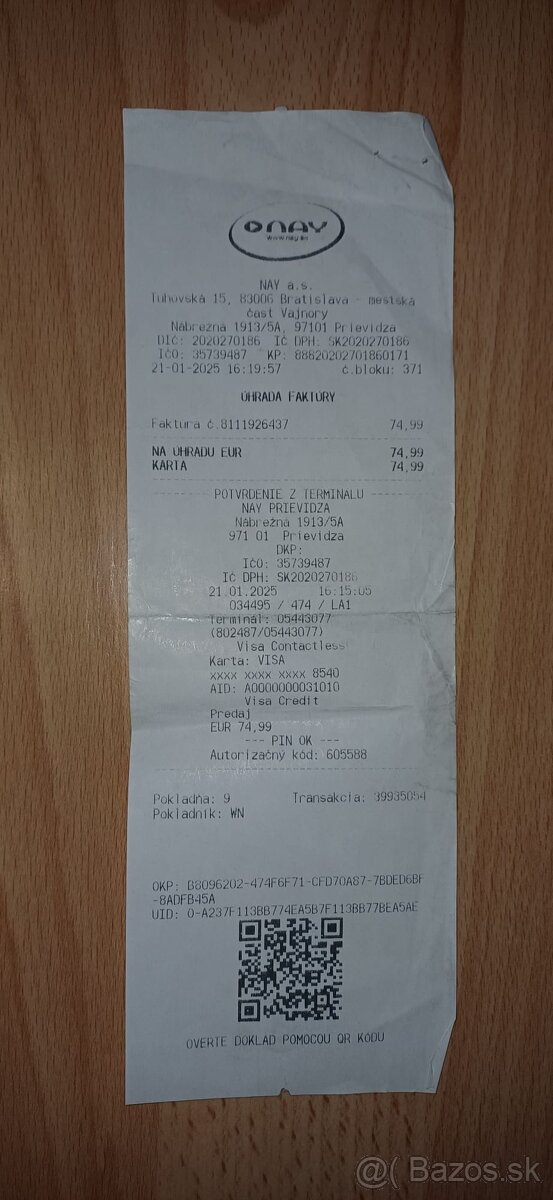 NAY
www.nay.sk
NAY a.s.
Tuhovská 15, 83006 Bratislava - mestská
časť Vajnory
Nábrežná 1913/5A, 97101 Prievidza
DIČ: 2020270186 IČ DPH: SK2020270186
IČO: 35739487 KP: 88820202701860171
21-01-2025 16:19:57 č.bloku: 371
ÚHRADA FAKTÚRY
Faktura č.8111926437 74,99
NA ÚHRADU EUR 74,99
KARTA 74,99
POTVRDENIE Z TERMINALU
NAY PRIEVIDZA
Nábrežná 1913/5A
971 01 Prievidza
DKP:
IČO: 35739487
IČ DPH: SK2020270186
21.01.2025 16:15:05
034495 / 474 / LA1
Terminál: 05443077
(802487/05443077)
Visa Contactless
Karta: VISA
xxxx xxxx xxxx 8540
AID: A0000000031010
Visa Credit
Predaj
EUR 74,99
--- PIN OK ---
Autorizačný kód: 605588
Pokladňa: 9 Transakcia: 39935054
Pokladník: WN
OKP: B8096202-474F6F71-CFD70A87-7BDED6BF
-8ADFB45A
UID: O-A237F113BB774EA5B7F113BB77BEA5AE
OVERTE DOKLAD POMOCOU QR KÓDU
@( Bazos.sk